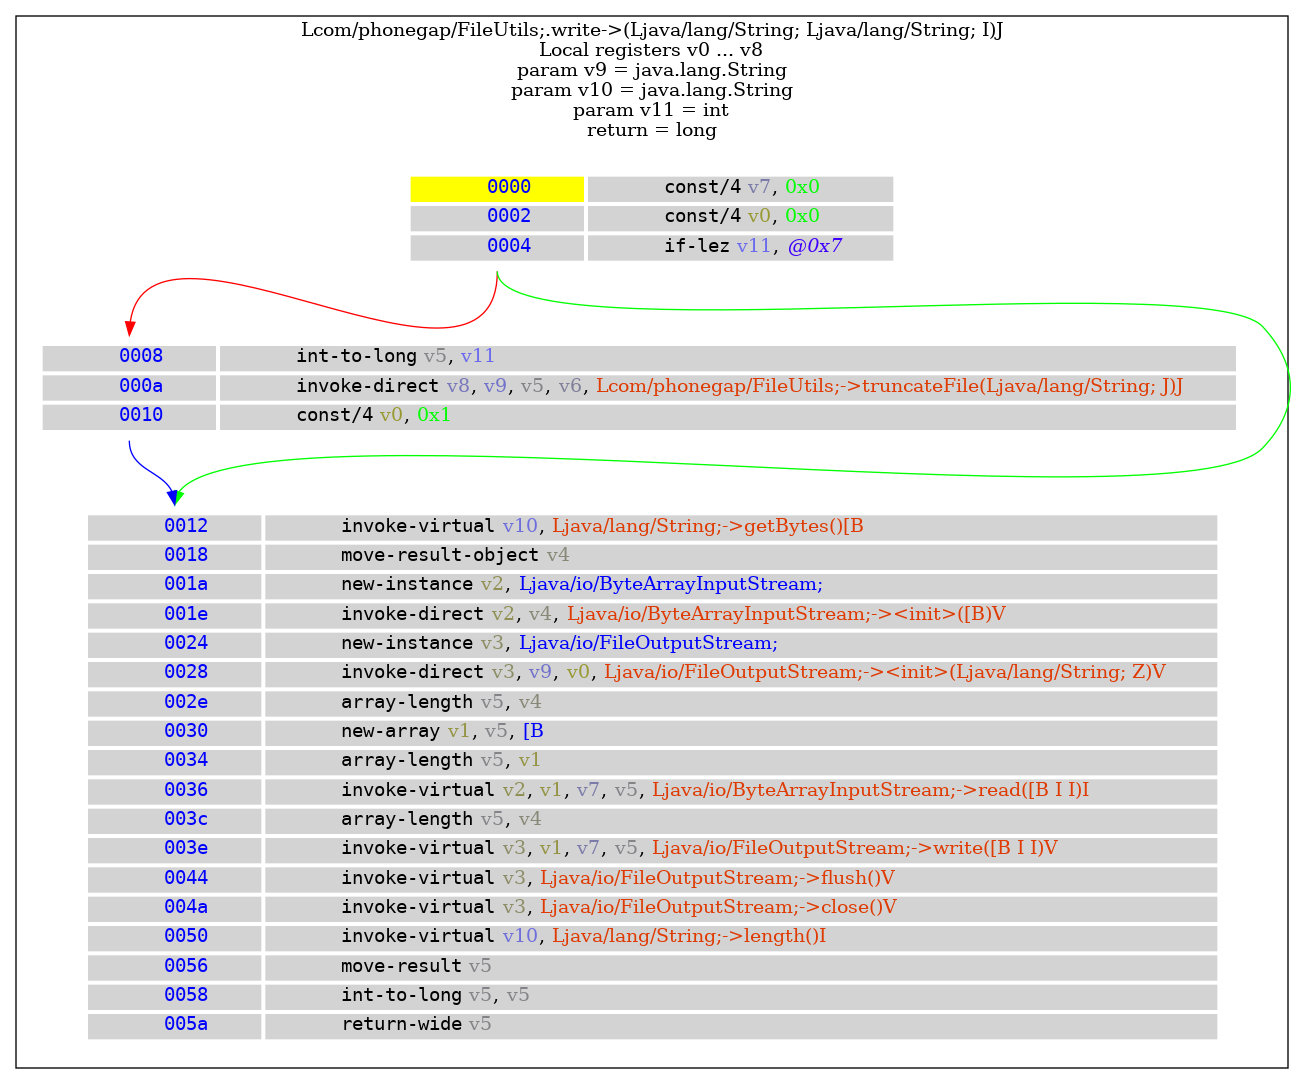 Lcom/phonegap/FileUtils;.write->(Ljava/lang/String; Ljava/lang/String; I)J
Local registers v0 ... v8
param v9 = java.lang.String
param v10 = java.lang.String
param v11 = int
return = long
0000 const/4 v7, 0x0
0002 const/4 v0, 0x0
0004 if-lez v11, @0x7
0008 int-to-long v5, v11
000a invoke-direct v8, v9, v5, v6, Lcom/phonegap/FileUtils;->truncateFile(Ljava/lang/String; J)J
0010 const/4 v0, 0x1
0012 invoke-virtual v10, Ljava/lang/String;->getBytes()[B
0018 move-result-object v4
001a new-instance v2, Ljava/io/ByteArrayInputStream;
001e invoke-direct v2, v4, Ljava/io/ByteArrayInputStream;-><init>([B)V
0024 new-instance v3, Ljava/io/FileOutputStream;
0028 invoke-direct v3, v9, v0, Ljava/io/FileOutputStream;-><init>(Ljava/lang/String; Z)V
002e array-length v5, v4
0030 new-array v1, v5, [B
0034 array-length v5, v1
0036 invoke-virtual v2, v1, v7, v5, Ljava/io/ByteArrayInputStream;->read([B I I)I
003c array-length v5, v4
003e invoke-virtual v3, v1, v7, v5, Ljava/io/FileOutputStream;->write([B I I)V
0044 invoke-virtual v3, Ljava/io/FileOutputStream;->flush()V
004a invoke-virtual v3, Ljava/io/FileOutputStream;->close()V
0050 invoke-virtual v10, Ljava/lang/String;->length()I
0056 move-result v5
0058 int-to-long v5, v5
005a return-wide v5